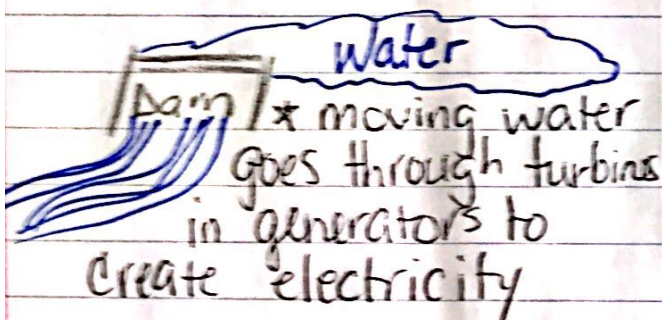 Water
Dam * moving water
goes through turbins
in generators to
create electricity